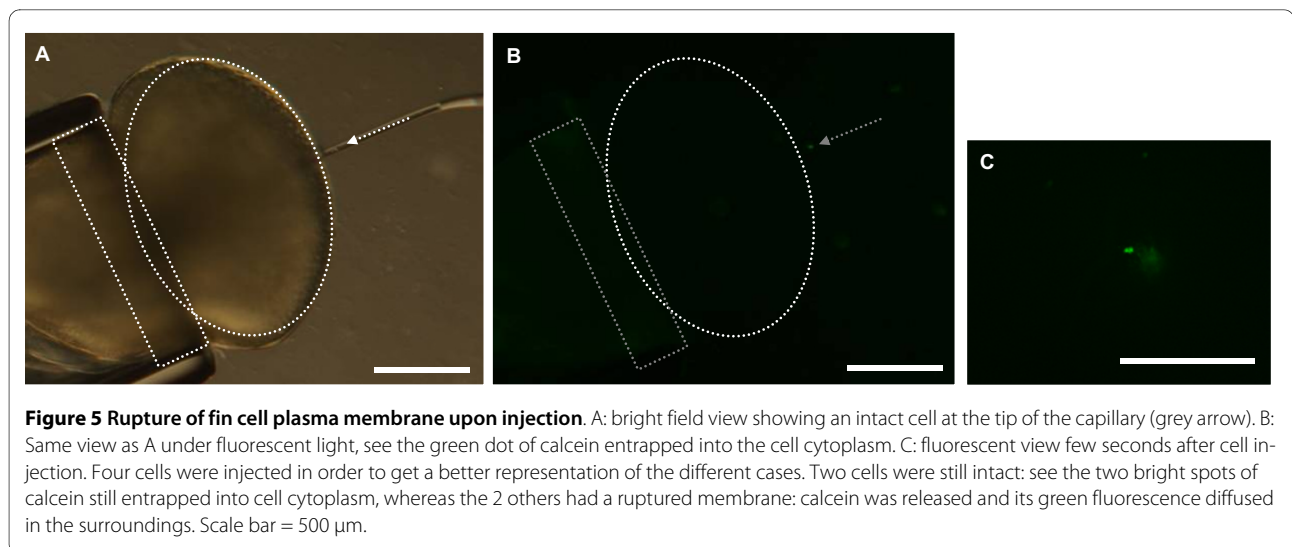 A
B
C
Figure 5 Rupture of fin cell plasma membrane upon injection. A: bright field view showing an intact cell at the tip of the capillary (grey arrow). B:
Same view as A under fluorescent light, see the green dot of calcein entrapped into the cell cytoplasm. C: fluorescent view few seconds after cell in-
jection. Four cells were injected in order to get a better representation of the different cases. Two cells were still intact: see the two bright spots of
calcein still entrapped into cell cytoplasm, whereas the 2 others had a ruptured membrane: calcein was released and its green fluorescence diffused
in the surroundings. Scale bar = 500 μm.